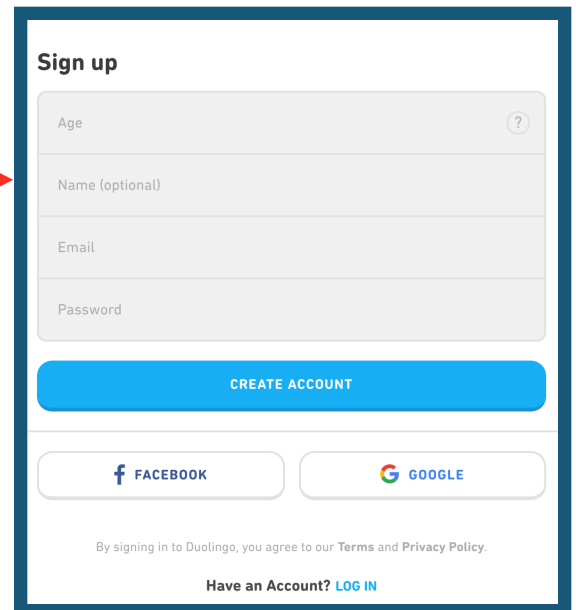 Sign up
Age ?
Name (optional)
Email
Password
CREATE ACCOUNT
FACEBOOK GOOGLE
By signing in to Duolingo, you agree to our Terms and Privacy Policy.
Have an Account? LOG IN